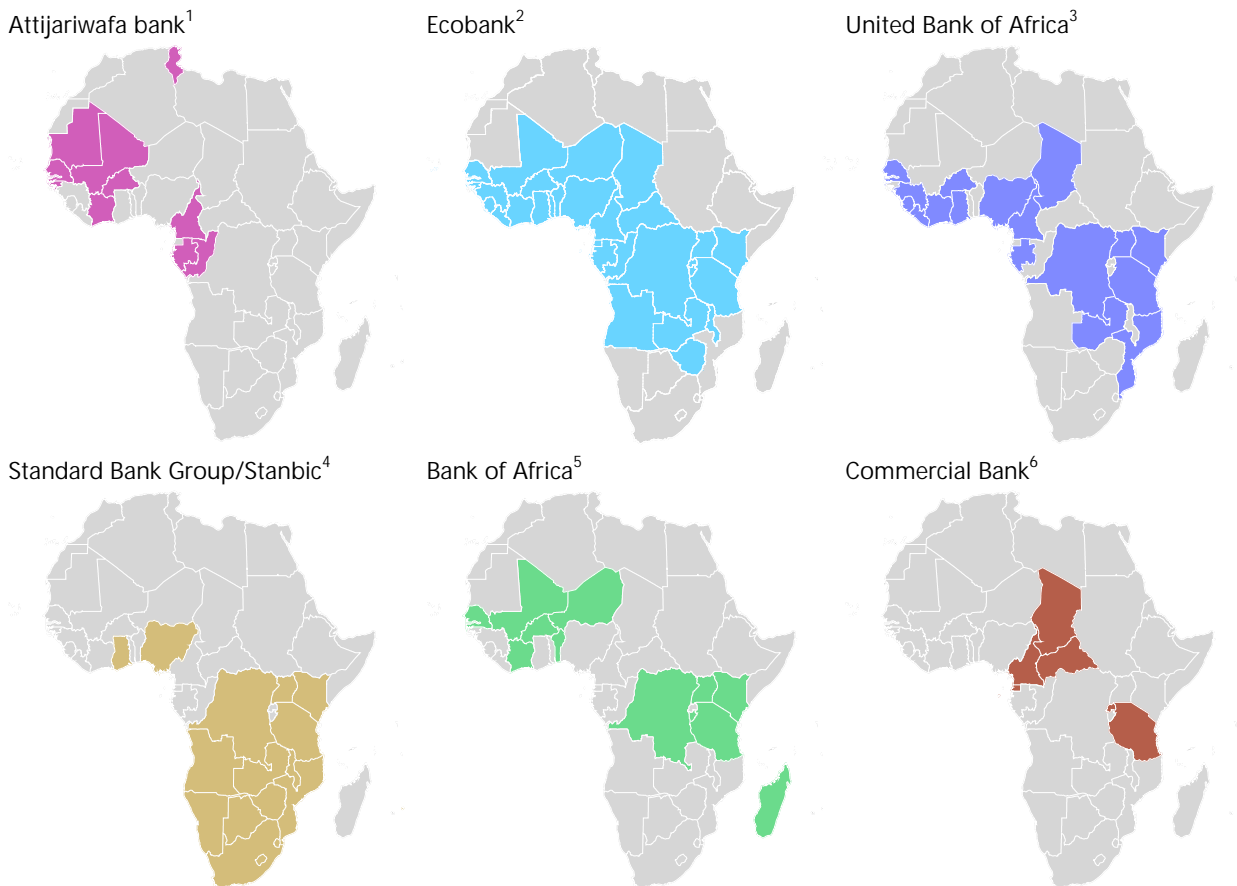 Attijariwafa bank¹
Ecobank²
United Bank of Africa³
Standard Bank Group/Stanbic⁴
Bank of Africa⁵
Commercial Bank⁶